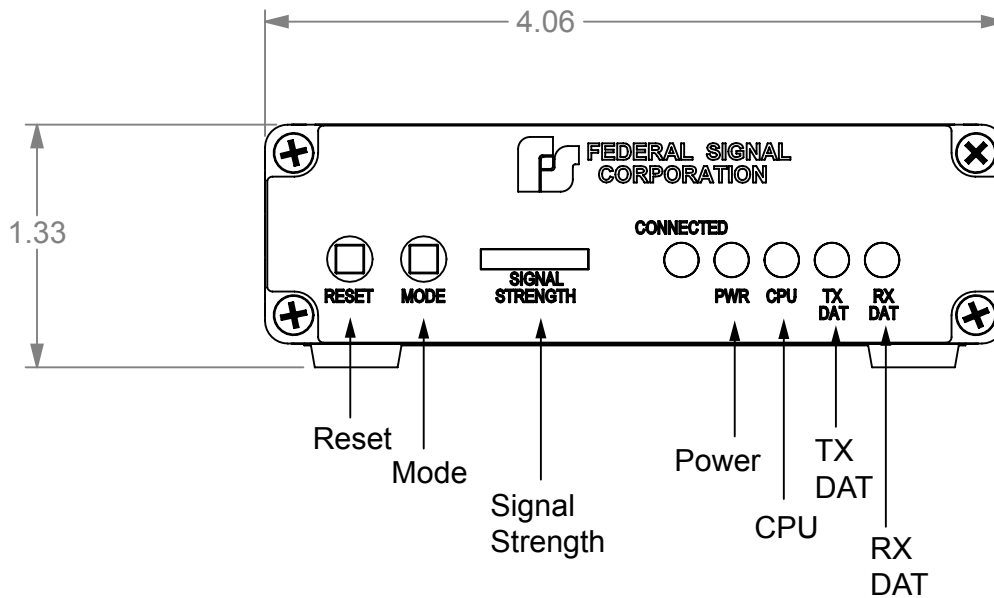 4.06
1.33
FEDERAL SIGNAL
CORPORATION
CONNECTED
RESET
MODE
SIGNAL
STRENGTH
PWR
CPU
TX
DAT
RX
DAT
Reset
Mode
Signal
Strength
Power
CPU
TX
DAT
RX
DAT